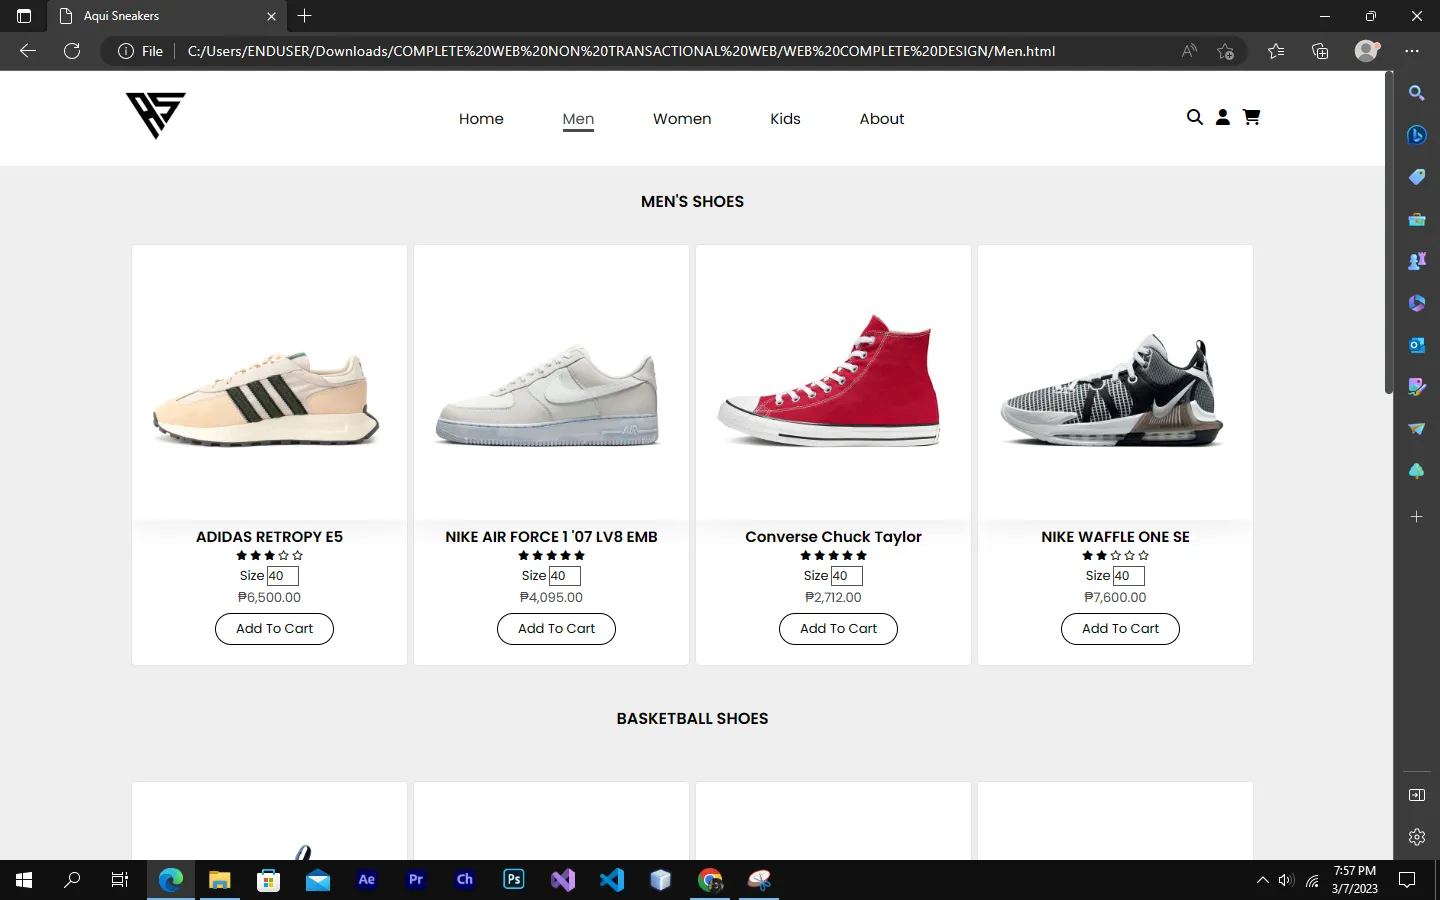 Aqui Sneakers
File
C:/Users/ENDUSER/Downloads/COMPLETE%20WEB%20NON%20TRANSACTIONAL%20WEB/WEB%20COMPLETE%20DESIGN/Men.html
AS
Home Men Women Kids About
MEN'S SHOES
AIR
ADIDAS RETROPY E5
Size 40
₱6,500.00
Add To Cart
NIKE AIR FORCE 1 '07 LV8 EMB
Size 40
₱4,095.00
Add To Cart
Converse Chuck Taylor
Size 40
₱2,712.00
Add To Cart
NIKE WAFFLE ONE SE
Size 40
₱7,600.00
Add To Cart
BASKETBALL SHOES
Ae Pr Ch Ps
7:57 PM
3/7/2023